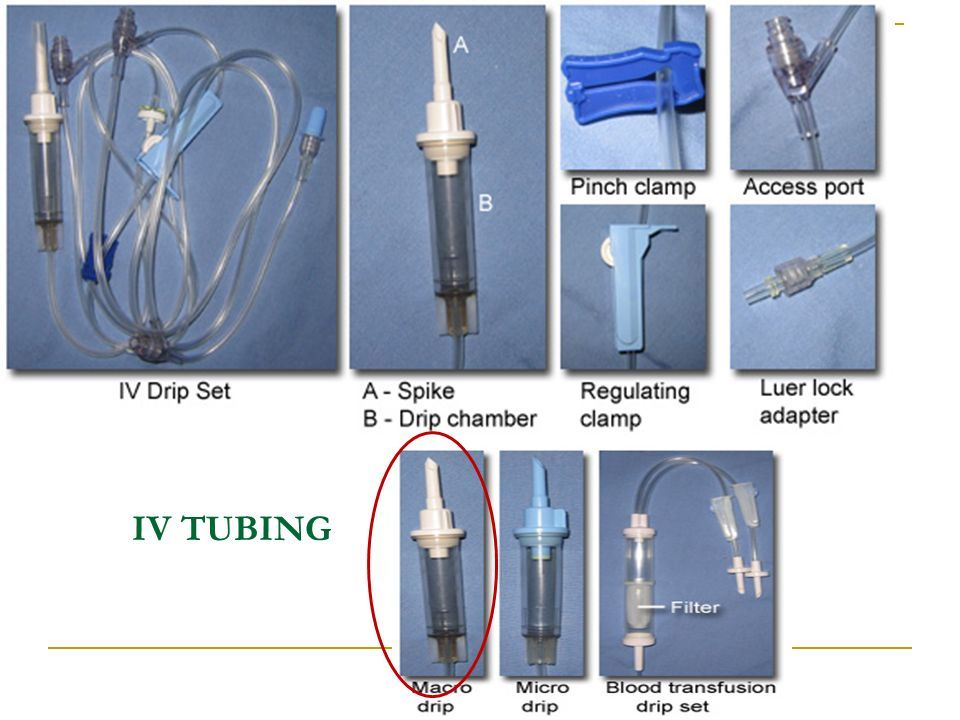 A
B
Pinch clamp
Access port
IV Drip Set
A - Spike
B - Drip chamber
Regulating
clamp
Luer lock
adapter
IV TUBING
Filter
Macro
drip
Micro
drip
Blood transfusion
drip set